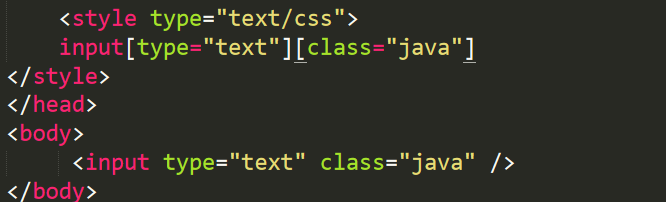 <style type="text/css">
input[type="text"][class="java"]
</style>
</head>
<body>
<input type="text" class="java" />
</body>